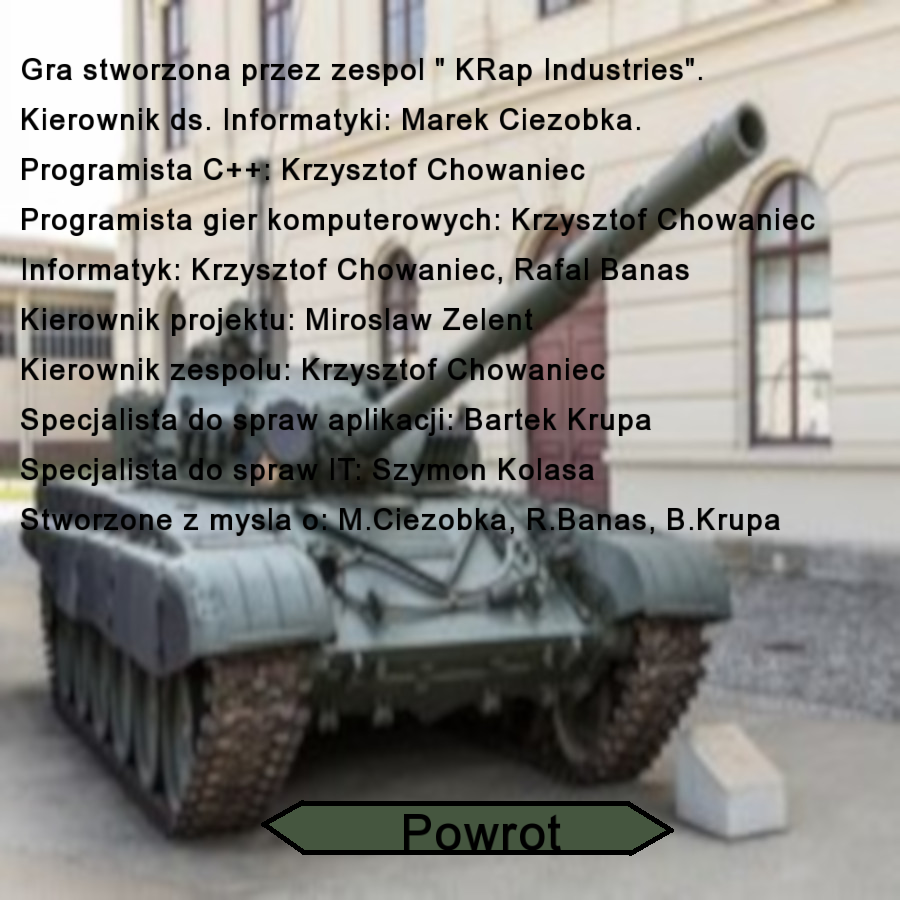 Gra stworzona przez zespol " KRap Industries".
Kierownik ds. Informatyki: Marek Ciezobka.
Programista C++: Krzysztof Chowaniec
Programista gier komputerowych: Krzysztof Chowaniec
Informatyk: Krzysztof Chowaniec, Rafal Banas
Kierownik projektu: Miroslaw Zelent
Kierownik zespolu: Krzysztof Chowaniec
Specjalista do spraw aplikacji: Bartek Krupa
Specjalista do spraw IT: Szymon Kolasa
Stworzone z mysla o: M.Ciezobka, R.Banas, B.Krupa
Powrot